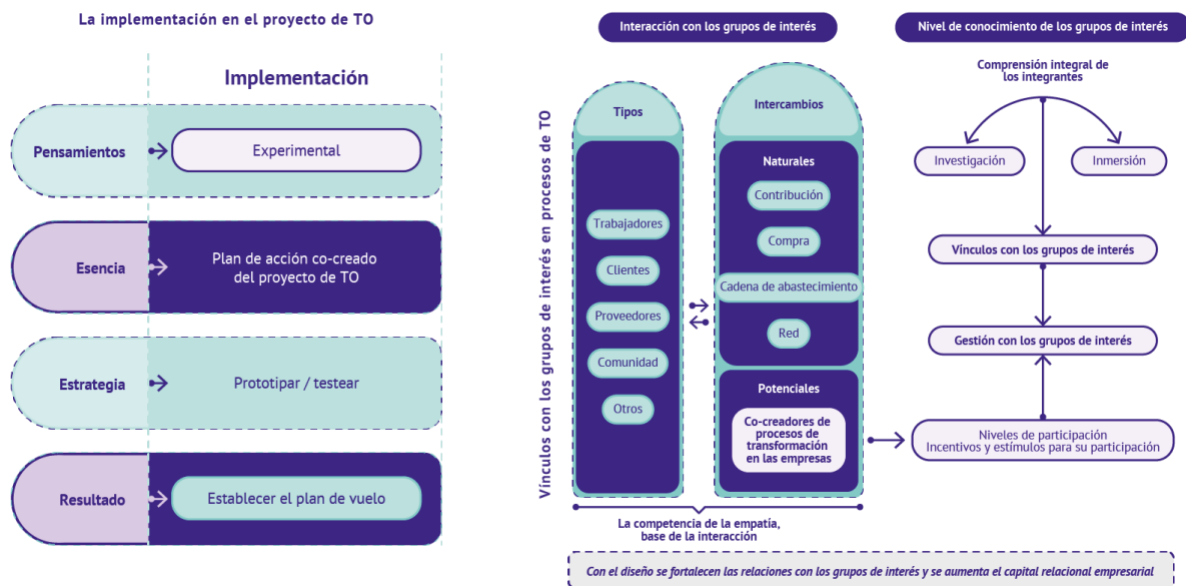 La implementación en el proyecto de TO
Implementación
Pensamientos
Experimental
Esencia
Plan de acción co-creado
del proyecto de TO
Estrategia
Prototipar / testear
Resultado
Establecer el plan de vuelo
Vínculos con los grupos de interés en procesos de TO
Interacción con los grupos de interés
Tipos
Trabajadores
Clientes
Proveedores
Comunidad
Otros
Intercambios
Naturales
Contribución
Compra
Cadena de abastecimiento
Red
Potenciales
Co-creadores de
procesos de
transformación
en las empresas
La competencia de la empatía,
base de la interacción
Nivel de conocimiento de los grupos de interés
Comprensión integral de
los integrantes
Investigación
Inmersión
Vínculos con los grupos de interés
Gestión con los grupos de interés
Niveles de participación
Incentivos y estímulos para su participación
Con el diseño se fortalecen las relaciones con los grupos de interés y se aumenta el capital relacional empresarial